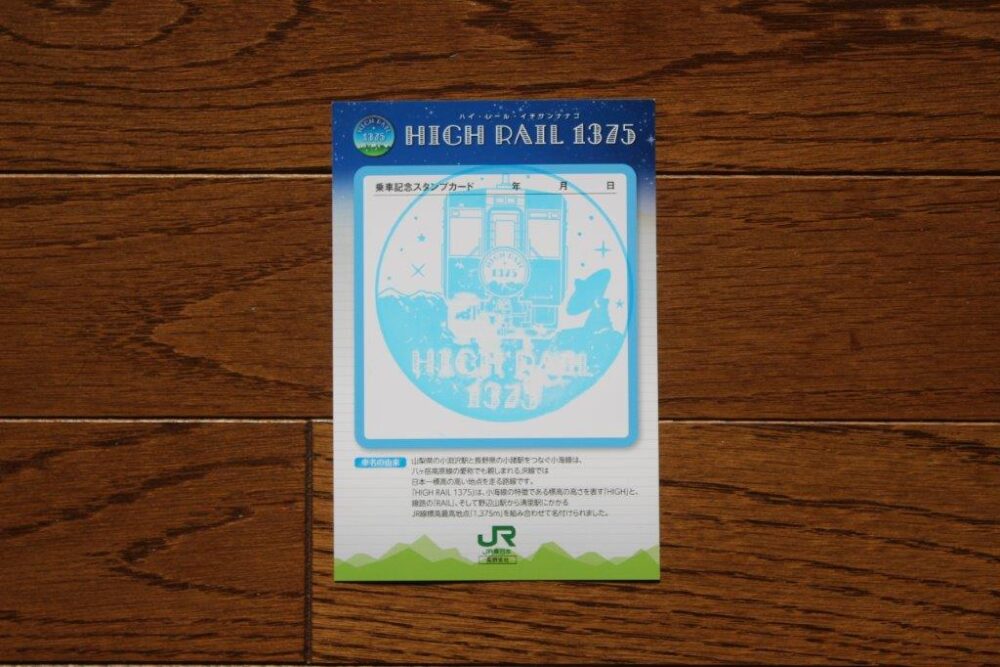 ハイ・レール・イチサンナナゴ
HIGH RAIL 1375
HIGH RAIL
1375
乗車記念スタンプカード 年 月 日
HIGH RAIL
1375
HIGH RAIL
1375
車名の由来
山梨県の小淵沢駅と長野県の小諸駅をつなぐ小海線は、
八ヶ岳高原線の愛称でも親しまれるJR線では
日本一標高の高い地点を走る路線です。
「HIGH RAIL 1375」は、小海線の特徴である標高の高さを表す「HIGH」と、
線路の「RAIL」、そして野辺山駅から清里駅にかかる
JR線標高最高地点「1,375m」を組み合わせて名付けられました。
JR
JR東日本
長野支社